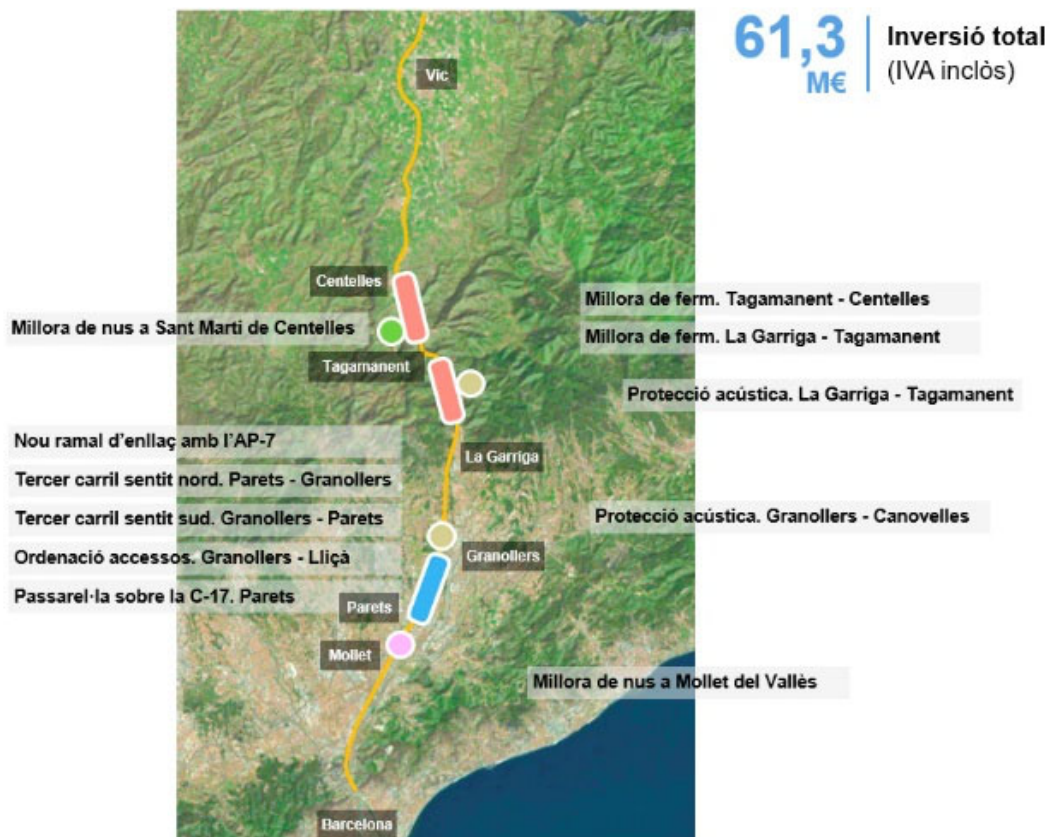 61,3
M€
Inversió total
(IVA inclòs)
Vic
Centelles
Millora de ferm. Tagamanent - Centelles
Millora de nus a Sant Marti de Centelles
Millora de ferm. La Garriga - Tagamanent
Tagamanent
Protecció acústica. La Garriga - Tagamanent
Nou ramal d'enllaç amb l'AP-7
La Garriga
Tercer carril sentit nord. Parets - Granollers
Tercer carril sentit sud. Granollers - Parets
Protecció acústica. Granollers - Canovelles
Ordenació accessos. Granollers - Lliçà
Granollers
Passarel·la sobre la C-17. Parets
Parets
Mollet
Millora de nus a Mollet del Vallès
Barcelona